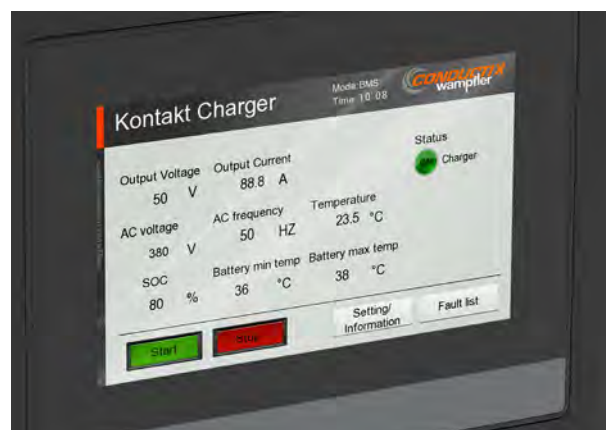 Kontakt Charger
Mode BMS
Time 10:08
CONDUCTIX
wampfler
Status
Charger
Output Voltage Output Current
50 V 88.8 A
AC voltage AC frequency Temperature
380 V 50 HZ 23.5 °C
SOC Battery min temp Battery max temp
80 % 36 °C 38 °C
Start Stop Setting/
Information Fault list